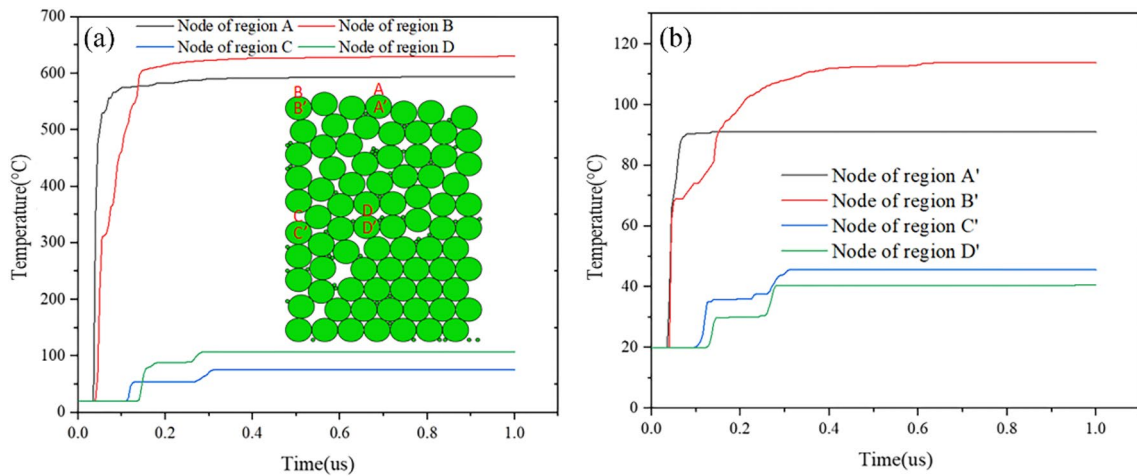 (a)
Node of region A
Node of region B
Node of region C
Node of region D
700
600
500
400
300
200
100
0
Temperature(°C)
B
B'
A
A'
C
C'
D
D'
0.0
0.2
0.4
0.6
0.8
1.0
Time(us)
(b)
120
100
80
60
40
20
0
Temperature(°C)
Node of region A'
Node of region B'
Node of region C'
Node of region D'
0.0
0.2
0.4
0.6
0.8
1.0
Time(us)